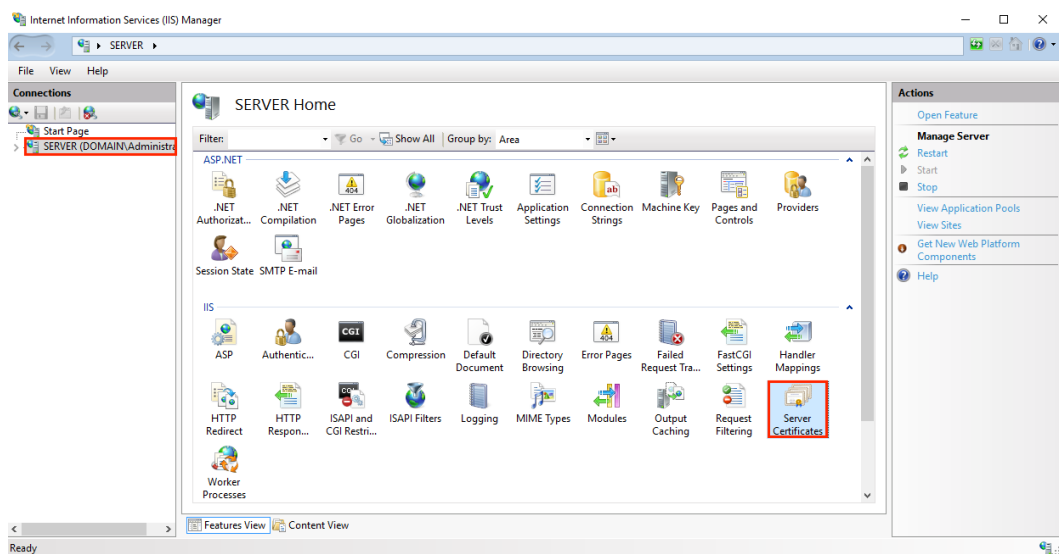 Internet Information Services (IIS) Manager
SERVER
File View Help
Connections
Start Page
SERVER (DOMAIN\Administra
SERVER Home
Filter: Go Show All Group by: Area
ASP.NET
.NET Authorizat...
.NET Compilation
.NET Error Pages
.NET Globalization
.NET Trust Levels
Application Settings
Connection Strings
Machine Key
Pages and Controls
Providers
Session State
SMTP E-mail
IIS
ASP
Authentic...
CGI
Compression
Default Document
Directory Browsing
Error Pages
Failed Request Tra...
FastCGI Settings
Handler Mappings
HTTP Redirect
HTTP Respon...
ISAPI and CGI Restri...
ISAPI Filters
Logging
MIME Types
Modules
Output Caching
Request Filtering
Server Certificates
Worker Processes
Features View Content View
Actions
Open Feature
Manage Server
Restart
Start
Stop
View Application Pools
View Sites
Get New Web Platform
Components
Help
Ready